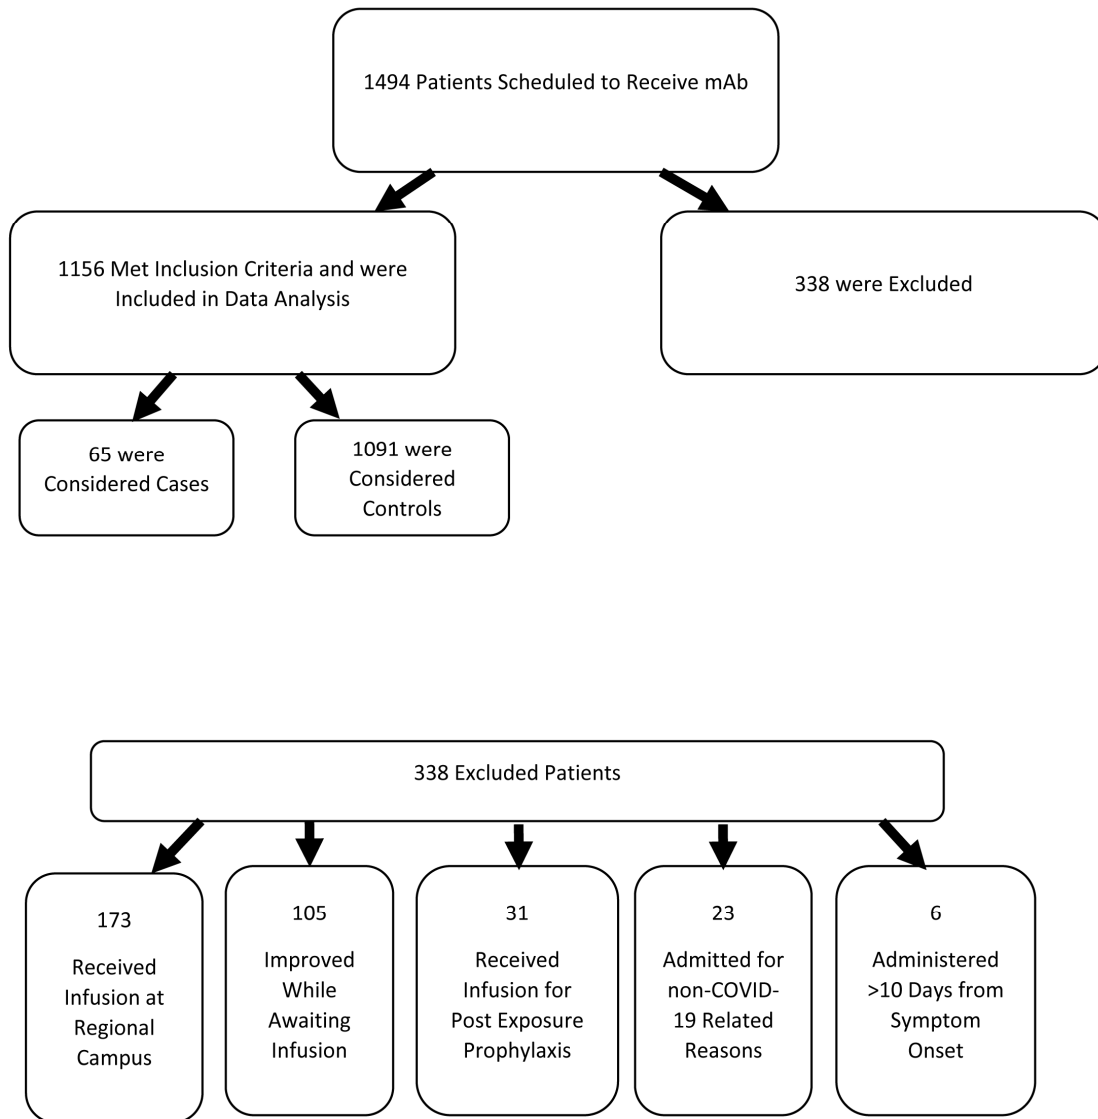 1494 Patients Scheduled to Receive mAb
1156 Met Inclusion Criteria and were
Included in Data Analysis
338 were Excluded
65 were
Considered Cases
1091 were
Considered
Controls
338 Excluded Patients
173
Received
Infusion at
Regional
Campus
105
Improved
While
Awaiting
Infusion
31
Received
Infusion for
Post Exposure
Prophylaxis
23
Admitted for
non-COVID-
19 Related
Reasons
6
Administered
>10 Days from
Symptom
Onset